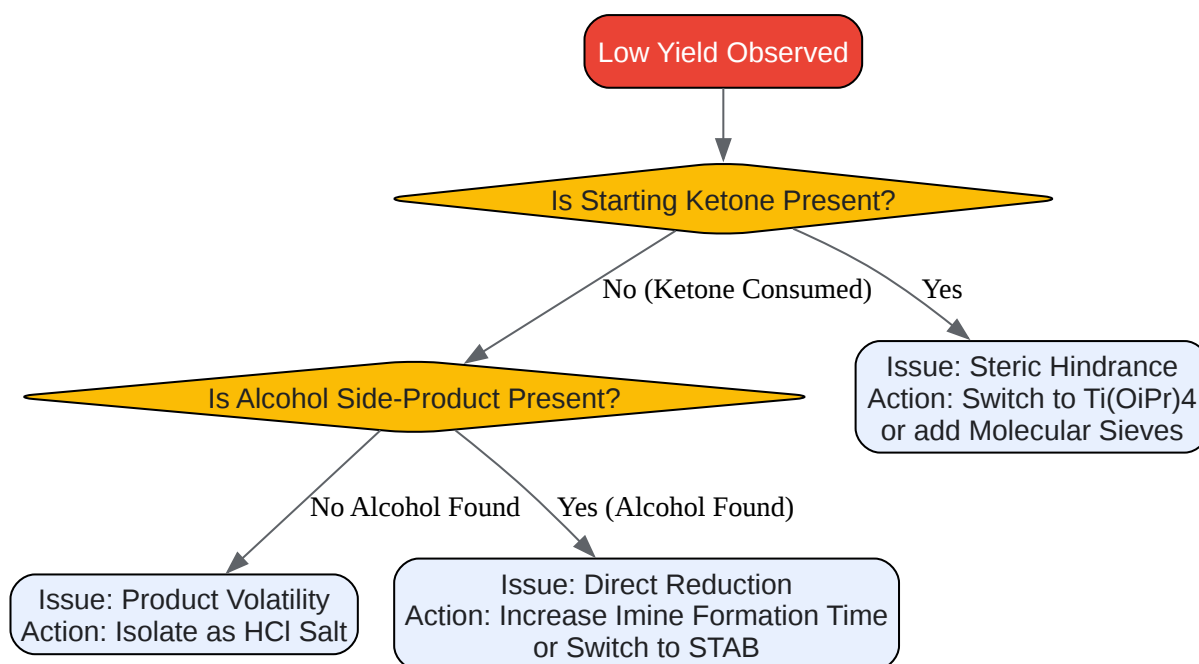 Low Yield Observed
Is Starting Ketone Present?
No (Ketone Consumed)
Yes
Issue: Steric Hindrance
Action: Switch to Ti(OiPr)4
or add Molecular Sieves
Is Alcohol Side-Product Present?
No Alcohol Found
Yes (Alcohol Found)
Issue: Product Volatility
Action: Isolate as HCl Salt
Issue: Direct Reduction
Action: Increase Imine Formation Time
or Switch to STAB